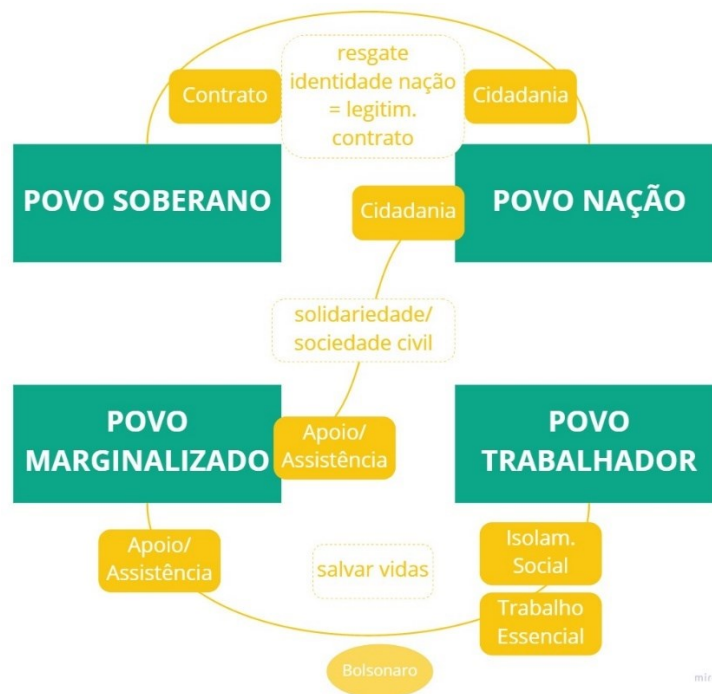 resgate
identidade nação
= legitim.
contrato
Contrato
Cidadania
POVO SOBERANO
POVO NAÇÃO
Cidadania
solidariedade/
sociedade civil
POVO
MARGINALIZADO
Apoio/
Assistência
POVO
TRABALHADOR
Apoio/
Assistência
salvar vidas
Isolam.
Social
Trabalho
Essencial
Bolsonaro
mir